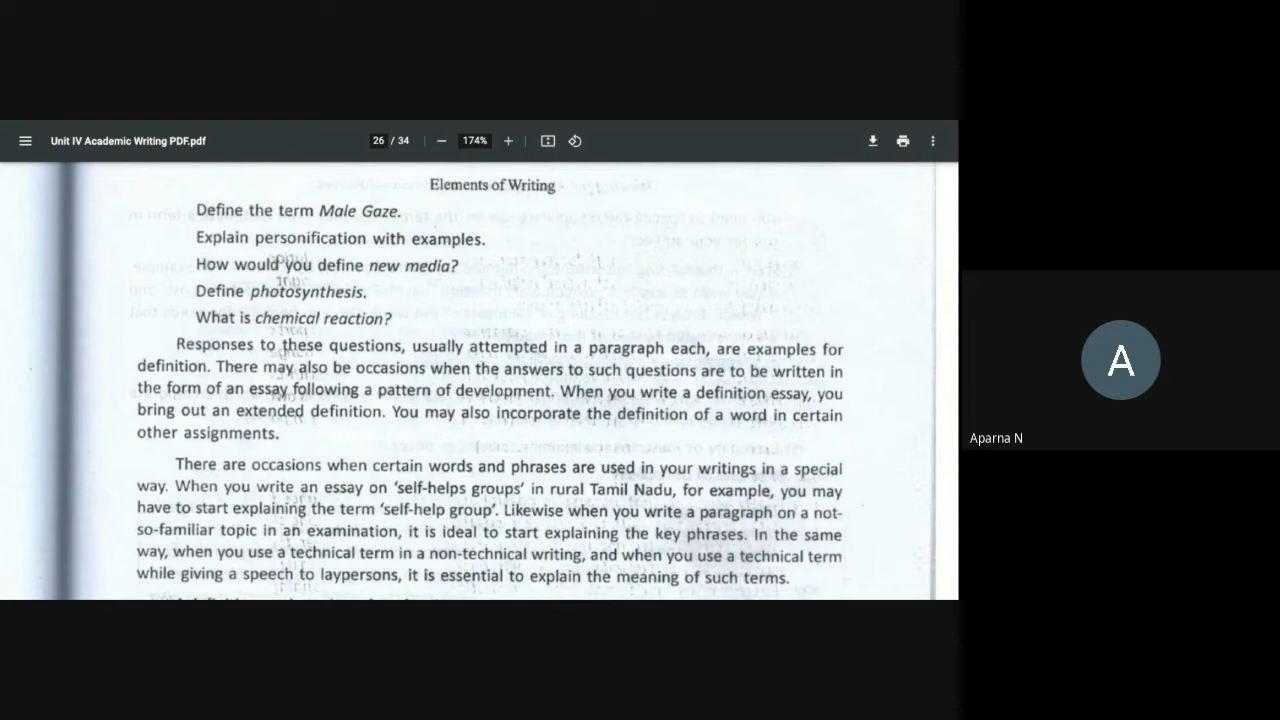 Unit IV Academic Writing PDF.pdf
26 / 34
174%
Elements of Writing
Define the term Male Gaze.
Explain personification with examples.
How would you define new media?
Define photosynthesis.
What is chemical reaction?
Responses to these questions, usually attempted in a paragraph each, are examples for
definition. There may also be occasions when the answers to such questions are to be written in
the form of an essay following a pattern of development. When you write a definition essay, you
bring out an extended definition. You may also incorporate the definition of a word in certain
other assignments.
There are occasions when certain words and phrases are used in your writings in a special
way. When you write an essay on ‘self-helps groups’ in rural Tamil Nadu, for example, you may
have to start explaining the term ‘self-help group’. Likewise when you write a paragraph on a not-
so-familiar topic in an examination, it is ideal to start explaining the key phrases. In the same
way, when you use a technical term in a non-technical writing, and when you use a technical term
while giving a speech to laypersons, it is essential to explain the meaning of such terms.
A
Aparna N